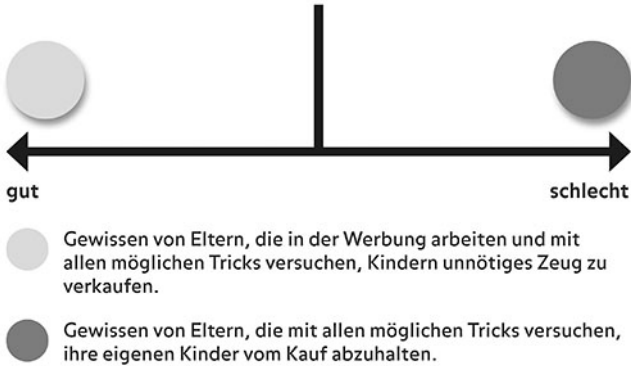 gut
schlecht
Gewissen von Eltern, die in der Werbung arbeiten und mit
allen möglichen Tricks versuchen, Kindern unnötiges Zeug zu
verkaufen.
Gewissen von Eltern, die mit allen möglichen Tricks versuchen,
ihre eigenen Kinder vom Kauf abzuhalten.